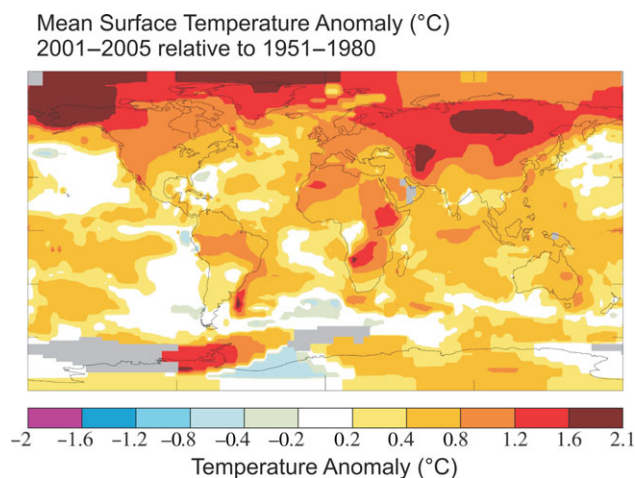 Mean Surface Temperature Anomaly (°C)
2001–2005 relative to 1951–1980
−2 −1.6 −1.2 −0.8 −0.4 −0.2 0.2 0.4 0.8 1.2 1.6 2.1
Temperature Anomaly (°C)